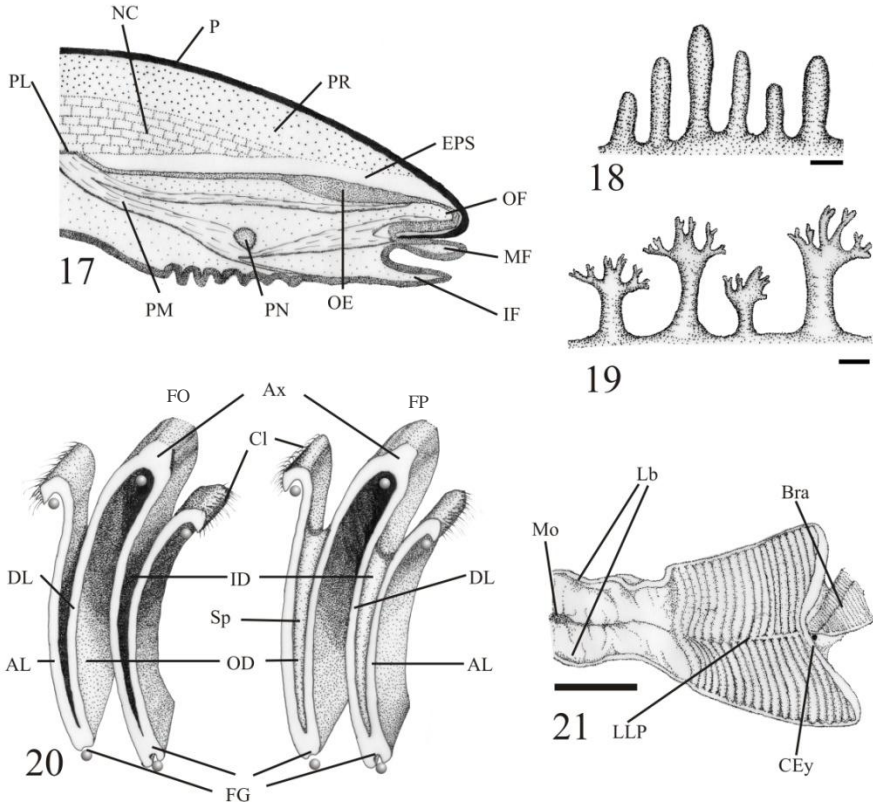 NC
P
PL
PR
EPS
OF
MF
IF
OE
PN
PM
17
18
19
FO
Ax
FP
Cl
DL
ID
DL
Sp
AL
OD
AL
FG
20
Lb
Bra
Mo
LLP
CEy
21